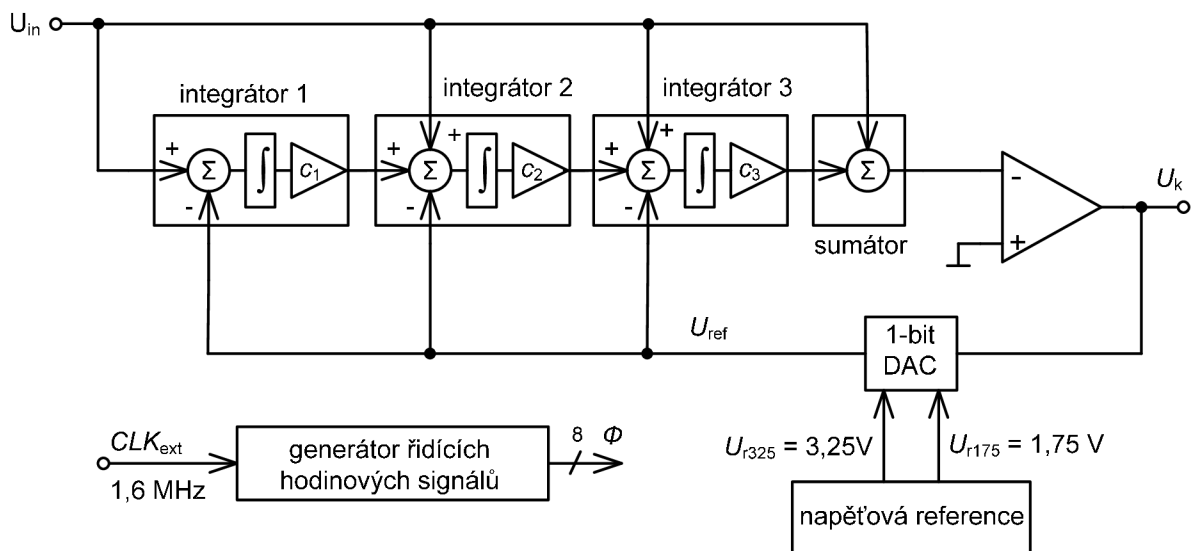 Uin
integrátor 1
integrátor 2
integrátor 3
+
Σ
∫
c1
-
+
+
Σ
∫
c2
-
+
+
Σ
∫
c3
-
Σ
sumátor
-
+
Uk
Uref
1-bit
DAC
CLKext
1,6 MHz
generátor řidících
hodinových signálů
8
Φ
Ur325 = 3,25V
Ur175 = 1,75 V
napěťová reference